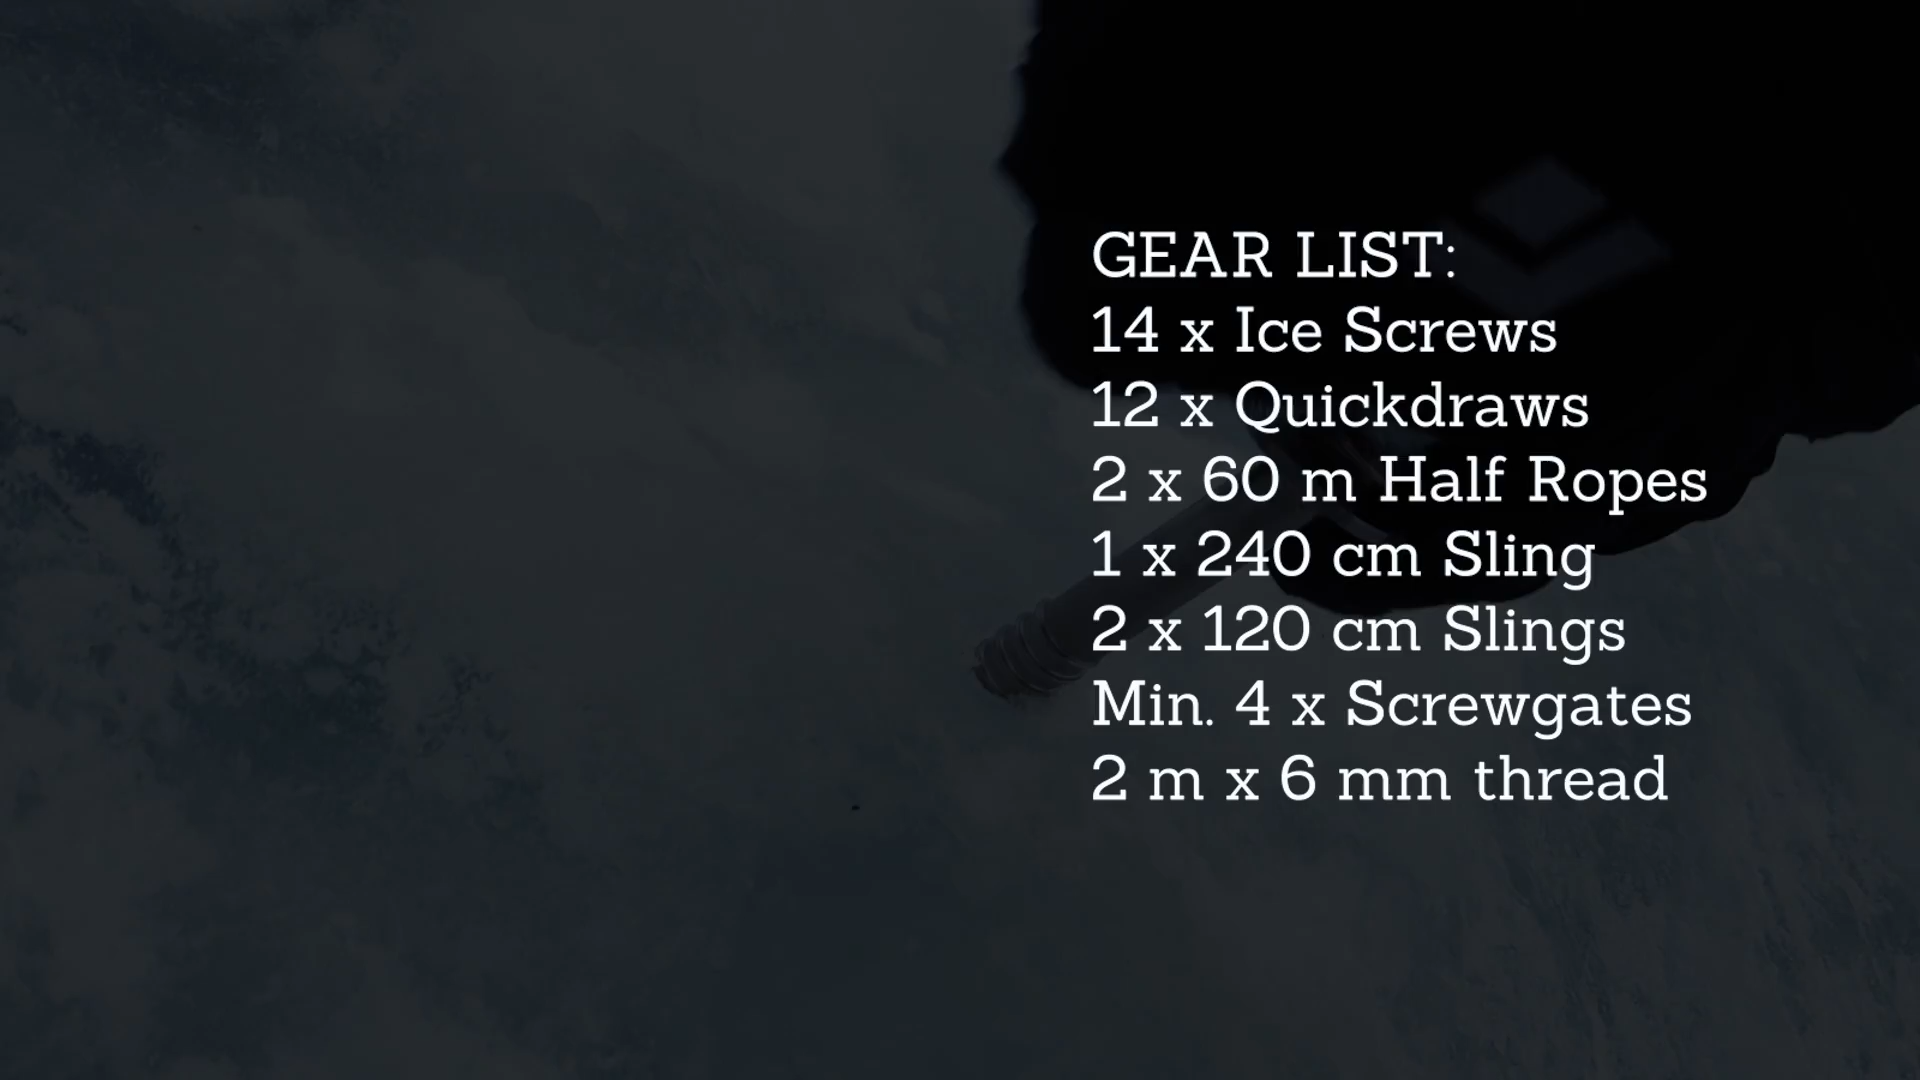 GEAR LIST:
14 x Ice Screws
12 x Quickdraws
2 x 60 m Half Ropes
1 x 240 cm Sling
2 x 120 cm Slings
Min. 4 x Screwgates
2 m x 6 mm thread